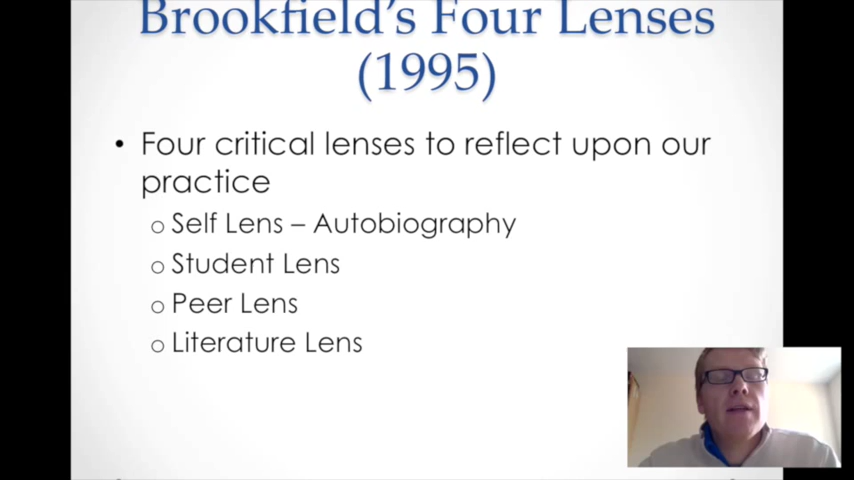 Brookfield's Four Lenses
(1995)
• Four critical lenses to reflect upon our
practice
o Self Lens – Autobiography
o Student Lens
o Peer Lens
o Literature Lens